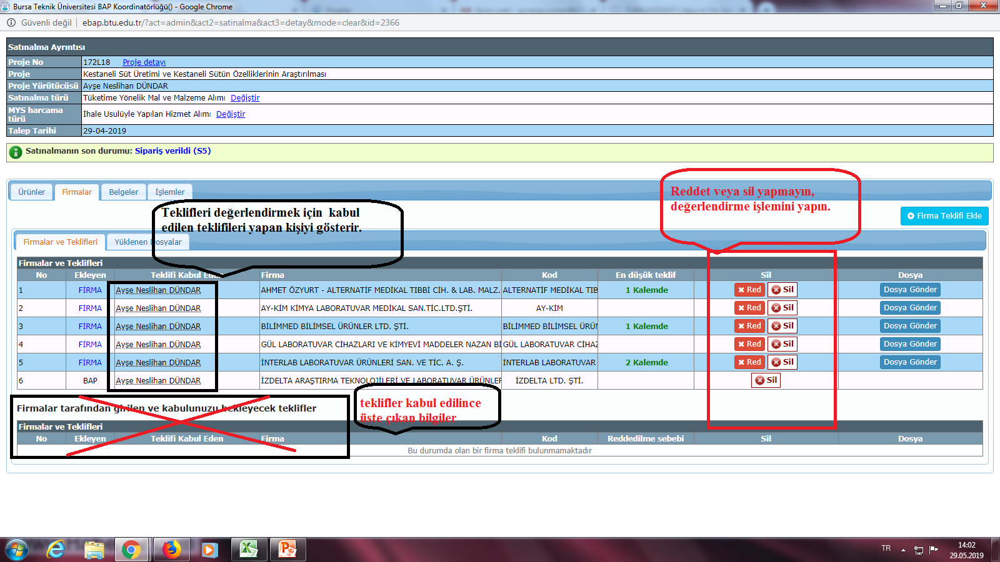 Bursa Teknik Üniversitesi BAP Koordinatörlüğü() - Google Chrome
Güvenli değil | ebap.btu.edu.tr/?act=admin&act2=satinalma&act3=detay&mode=clear&id=2366
Satınalma Ayrıntısı
Proje No 172L18 Proje detayı
Proje Kestaneli Süt Üretimi ve Kestaneli Sütün Özelliklerinin Araştırılması
Proje Yürütücüsü Ayşe Neslihan DÜNDAR
Satınalma türü Tüketime Yönelik Mal ve Malzeme Alımı Değiştir
MYS harcama türü İhale Usulüyle Yapılan Hizmet Alımı Değiştir
Talep Tarihi 29-04-2019
Satınalmanın son durumu: Sipariş verildi (S5)
Ürünler Firmalar Belgeler İşlemler
Reddet veya sil yapmayın,
değerlendirme işlemini yapın.
Teklifleri değerlendirmek için kabul
edilen teklifileri yapan kişiyi gösterir.
Firma Teklifi Ekle
Firmalar ve Teklifleri Yüklenen Dosyalar
Firmalar ve Teklifleri
No Ekleyen Teklifi Kabul Eden Firma Kod En düşük teklif Sil Dosya
1 FİRMA Ayşe Neslihan DÜNDAR AHMET ÖZYURT - ALTERNATİF MEDİKAL TIBBİ CİH. & LAB. MALZ. ALTERNATİF MEDİKAL TIB 1 Kalemde Red Sil Dosya Gönder
2 FİRMA Ayşe Neslihan DÜNDAR AY-KİM KİMYA LABORATUVAR MEDİKAL SAN.TİC.LTD.ŞTİ. AY-KİM Red Sil Dosya Gönder
3 FİRMA Ayşe Neslihan DÜNDAR BİLİMMED BİLİMSEL ÜRÜNLER LTD. ŞTİ. BİLİMMED BİLİMSEL ÜRÜN 1 Kalemde Red Sil Dosya Gönder
4 FİRMA Ayşe Neslihan DÜNDAR GÜL LABORATUVAR CİHAZLARI VE KİMYEVİ MADDELER NAZAN Bİ GÜL LABORATUVAR CİHAZ Red Sil Dosya Gönder
5 FİRMA Ayşe Neslihan DÜNDAR İNTERLAB LABORATUVAR ÜRÜNLERİ SAN. VE TİC. A. Ş. İNTERLAB LABORATUVAR 2 Kalemde Red Sil Dosya Gönder
6 BAP Ayşe Neslihan DÜNDAR İZDELTA ARAŞTIRMA TEKNOLOJİLERİ VE LABORATUVAR ÜRÜNLER İZDELTA LTD. ŞTİ. Sil
teklifler kabul edilince
üste çıkan bilgiler
Firmalar tarafından girilen ve kabulunuzu bekleyecek teklifler
Firmalar ve Teklifleri
No Ekleyen Teklifi Kabul Eden Firma Kod Reddedilme sebebi Sil Dosya
Bu durumda olan bir firma teklifi bulunmamaktadır
TR 14:02
29.05.2019